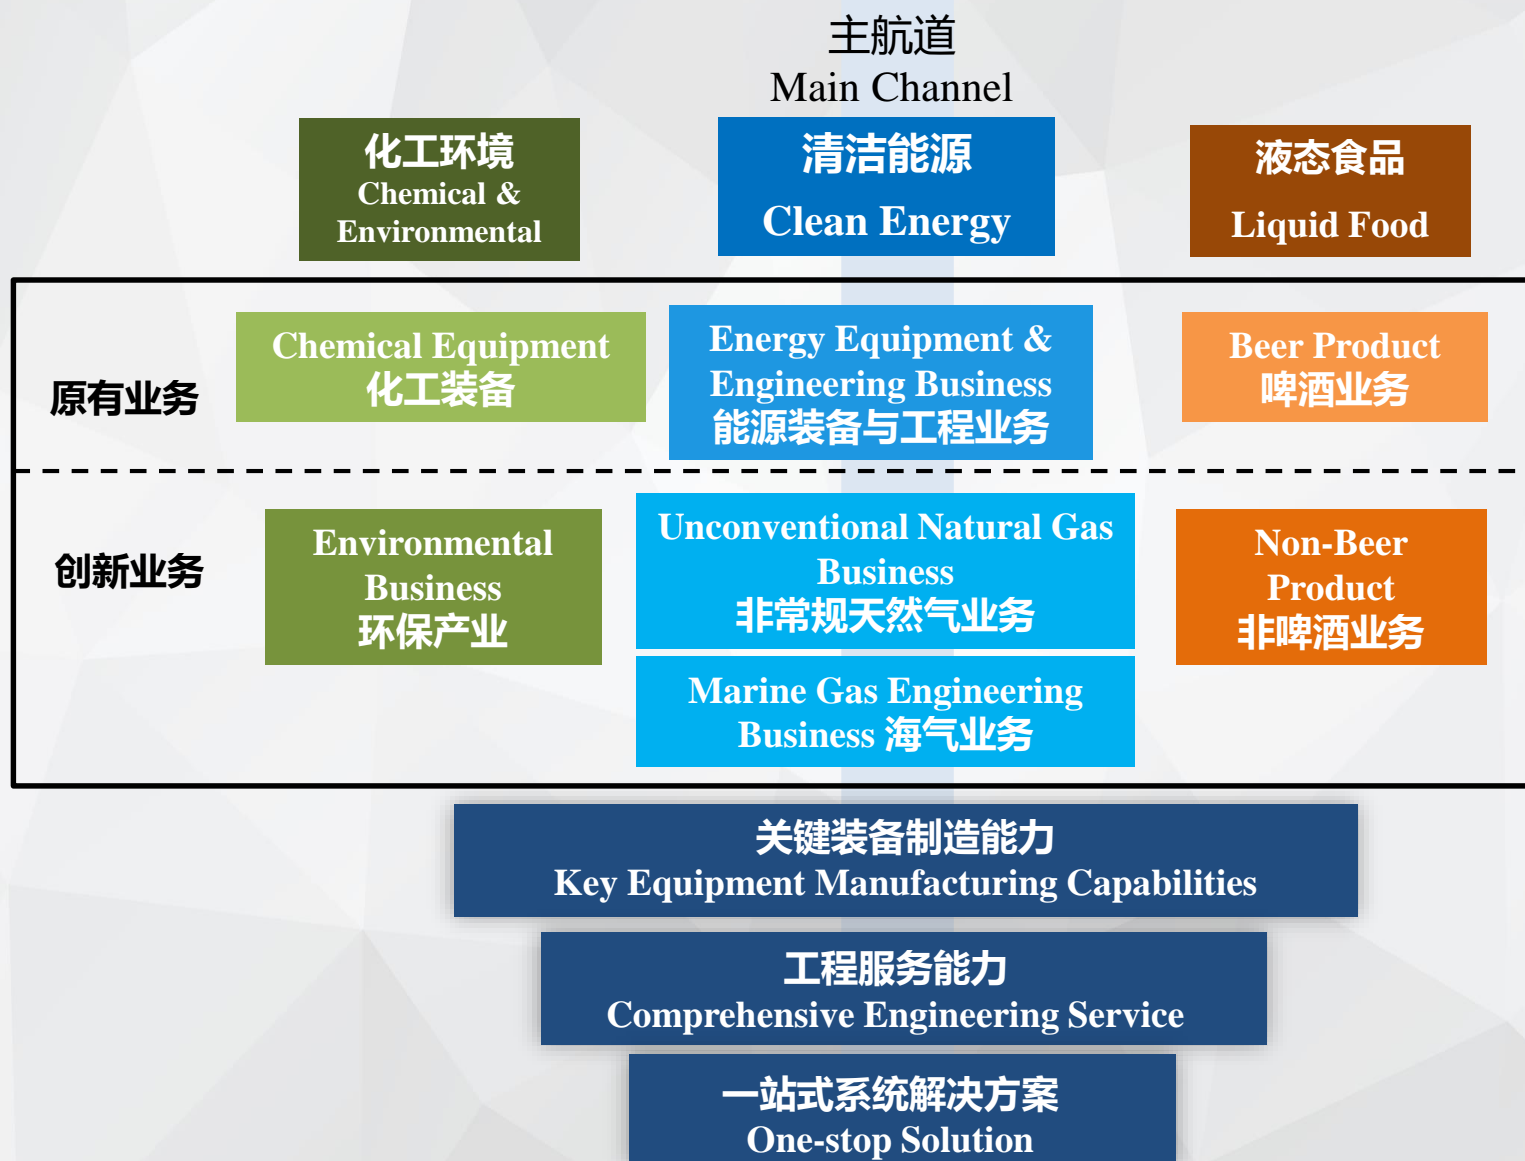 主航道
Main Channel
化工环境
Chemical &
Environmental
清洁能源
Clean Energy
液态食品
Liquid Food
原有业务
Chemical Equipment
化工装备
Energy Equipment &
Engineering Business
能源装备与工程业务
Beer Product
啤酒业务
创新业务
Environmental
Business
环保产业
Unconventional Natural Gas
Business
非常规天然气业务
Marine Gas Engineering
Business 海气业务
Non-Beer
Product
非啤酒业务
关键装备制造能力
Key Equipment Manufacturing Capabilities
工程服务能力
Comprehensive Engineering Service
一站式系统解决方案
One-stop Solution